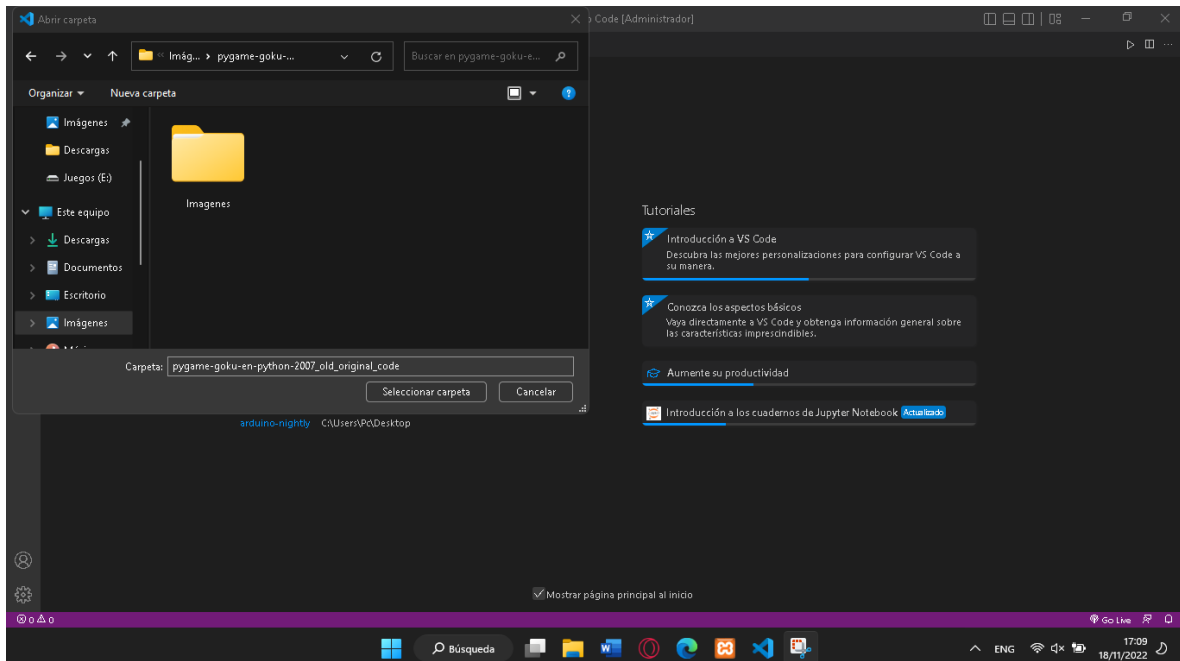 Abrir carpeta
o Code [Administrador]
Imág... › pygame-goku-...
Buscar en pygame-goku-e...
Organizar
Nueva carpeta
Imágenes
Descargas
Juegos (E:)
Este equipo
Descargas
Documentos
Escritorio
Imágenes
Imagenes
Carpeta: pygame-goku-en-python-2007_old_original_code
Seleccionar carpeta
Cancelar
arduino-nightly C:\Users\Pc\Desktop
Tutoriales
Introducción a VS Code
Descubra las mejores personalizaciones para configurar VS Code a
su manera.
Conozca los aspectos básicos
Vaya directamente a VS Code y obtenga información general sobre
las características imprescindibles.
Aumente su productividad
Introducción a los cuadernos de Jupyter Notebook Actualizado
Mostrar página principal al inicio
0 0
Go Live
Búsqueda
ENG
17:09
18/11/2022